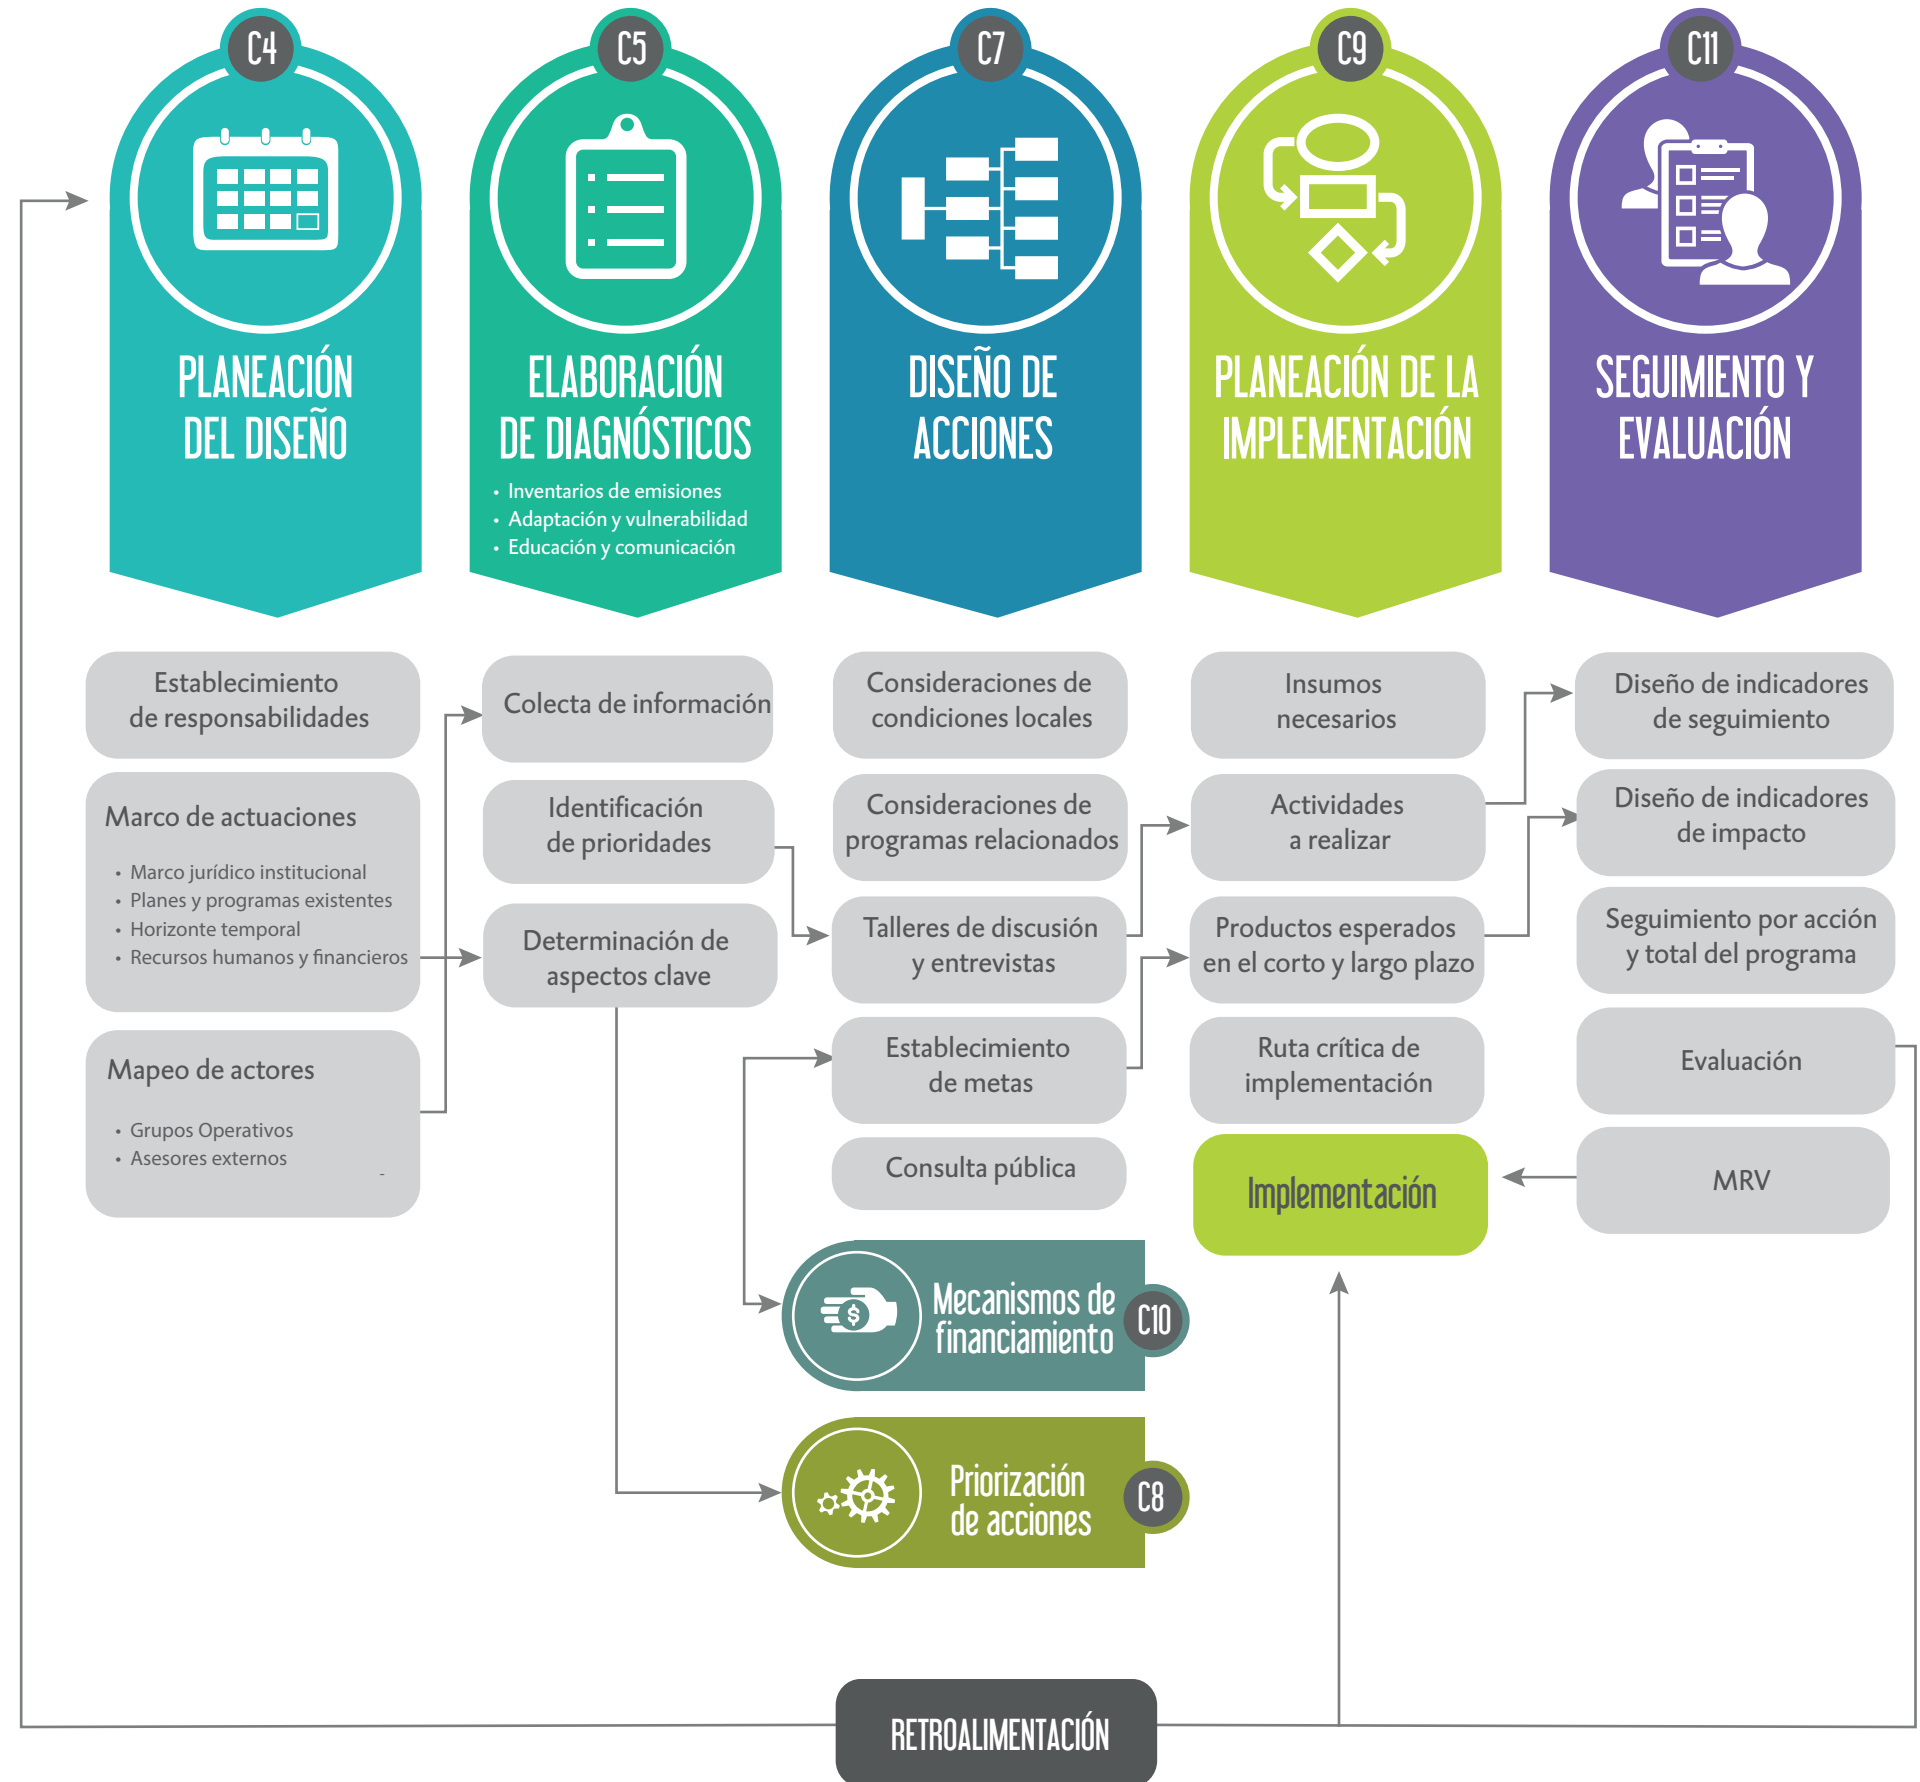 C4
PLANEACIÓN
DEL DISEÑO
C5
ELABORACIÓN
DE DIAGNÓSTICOS
• Inventarios de emisiones
• Adaptación y vulnerabilidad
• Educación y comunicación
C7
DISEÑO DE
ACCIONES
C9
PLANEACIÓN DE LA
IMPLEMENTACIÓN
C11
SEGUIMIENTO Y
EVALUACIÓN
Establecimiento
de responsabilidades
Marco de actuaciones
• Marco jurídico institucional
• Planes y programas existentes
• Horizonte temporal
• Recursos humanos y financieros
Mapeo de actores
• Grupos Operativos
• Asesores externos
-
Colecta de información
Identificación
de prioridades
Determinación de
aspectos clave
Consideraciones de
condiciones locales
Consideraciones de
programas relacionados
Talleres de discusión
y entrevistas
Establecimiento
de metas
Consulta pública
Mecanismos de
financiamiento
C10
$
Priorización
de acciones
C8
Insumos
necesarios
Actividades
a realizar
Productos esperados
en el corto y largo plazo
Ruta crítica de
implementación
Implementación
Diseño de indicadores
de seguimiento
Diseño de indicadores
de impacto
Seguimiento por acción
y total del programa
Evaluación
MRV
RETROALIMENTACIÓN